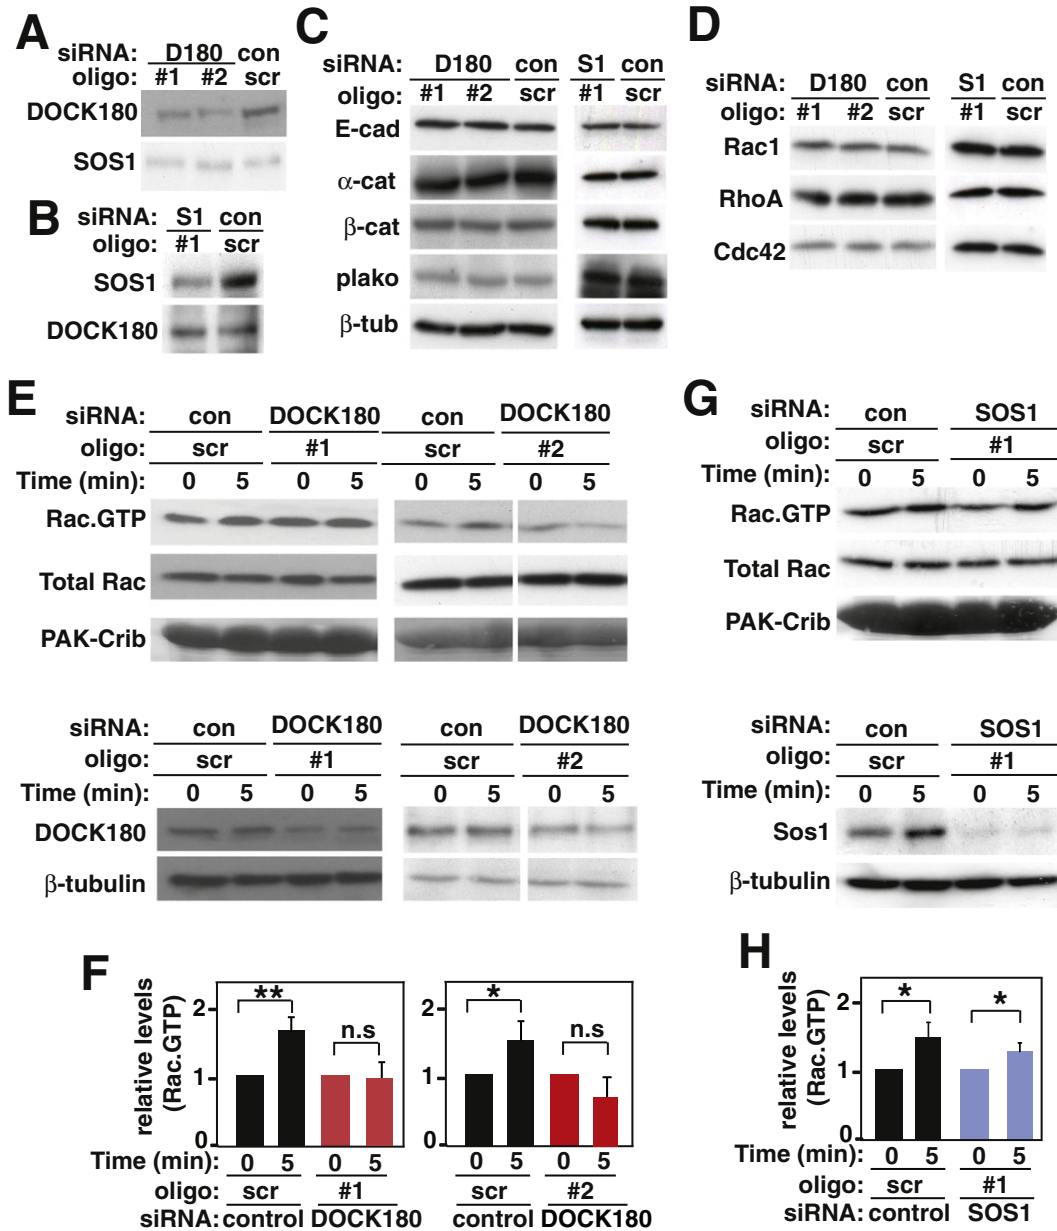 A
siRNA: D180 con
oligo: #1 #2 scr
DOCK180
SOS1
B
siRNA: S1 con
oligo: #1 scr
SOS1
DOCK180
C
siRNA: D180 con S1 con
oligo: #1 #2 scr #1 scr
E-cad
α-cat
β-cat
plako
β-tub
D
siRNA: D180 con S1 con
oligo: #1 #2 scr #1 scr
Rac1
RhoA
Cdc42
E
siRNA: con DOCK180 con DOCK180
oligo: scr #1 scr #2
Time (min): 0 5 0 5 0 5 0 5
Rac.GTP
Total Rac
PAK-Crib
siRNA: con DOCK180 con DOCK180
oligo: scr #1 scr #2
Time (min): 0 5 0 5 0 5 0 5
DOCK180
β-tubulin
G
siRNA: con SOS1
oligo: scr #1
Time (min): 0 5 0 5
Rac.GTP
Total Rac
PAK-Crib
siRNA: con SOS1
oligo: scr #1
Time (min): 0 5 0 5
Sos1
β-tubulin
F
relative levels
(Rac.GTP)
2
1
0
** n.s
2
1
0
* n.s
Time (min): 0 5 0 5 0 5 0 5
oligo: scr #1 scr #2
siRNA: control DOCK180 control DOCK180
H
relative levels
(Rac.GTP)
2
1
0
* *
Time (min): 0 5 0 5
oligo: scr #1
siRNA: control SOS1